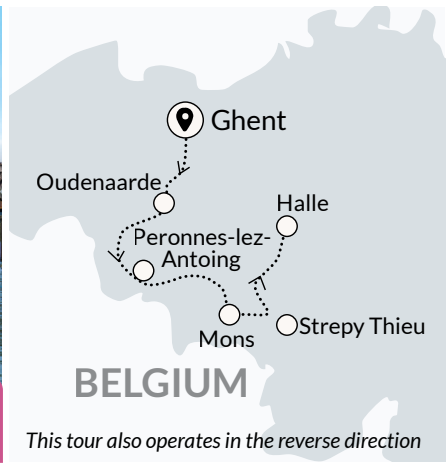 Ghent
Oudenaarde
Halle
Peronnes-lez-
Antoing
Strepy Thieu
Mons
BELGIUM
This tour also operates in the reverse direction